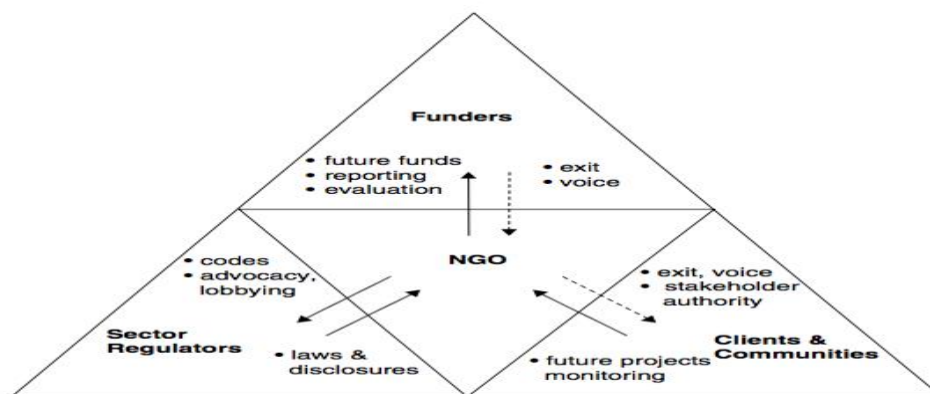 Funders
• future funds
• reporting
• evaluation
• exit
• voice
NGO
• codes
• advocacy,
lobbying
Sector
Regulators
• laws &
disclosures
• exit, voice
• stakeholder
authority
Clients &
Communities
• future projects
monitoring